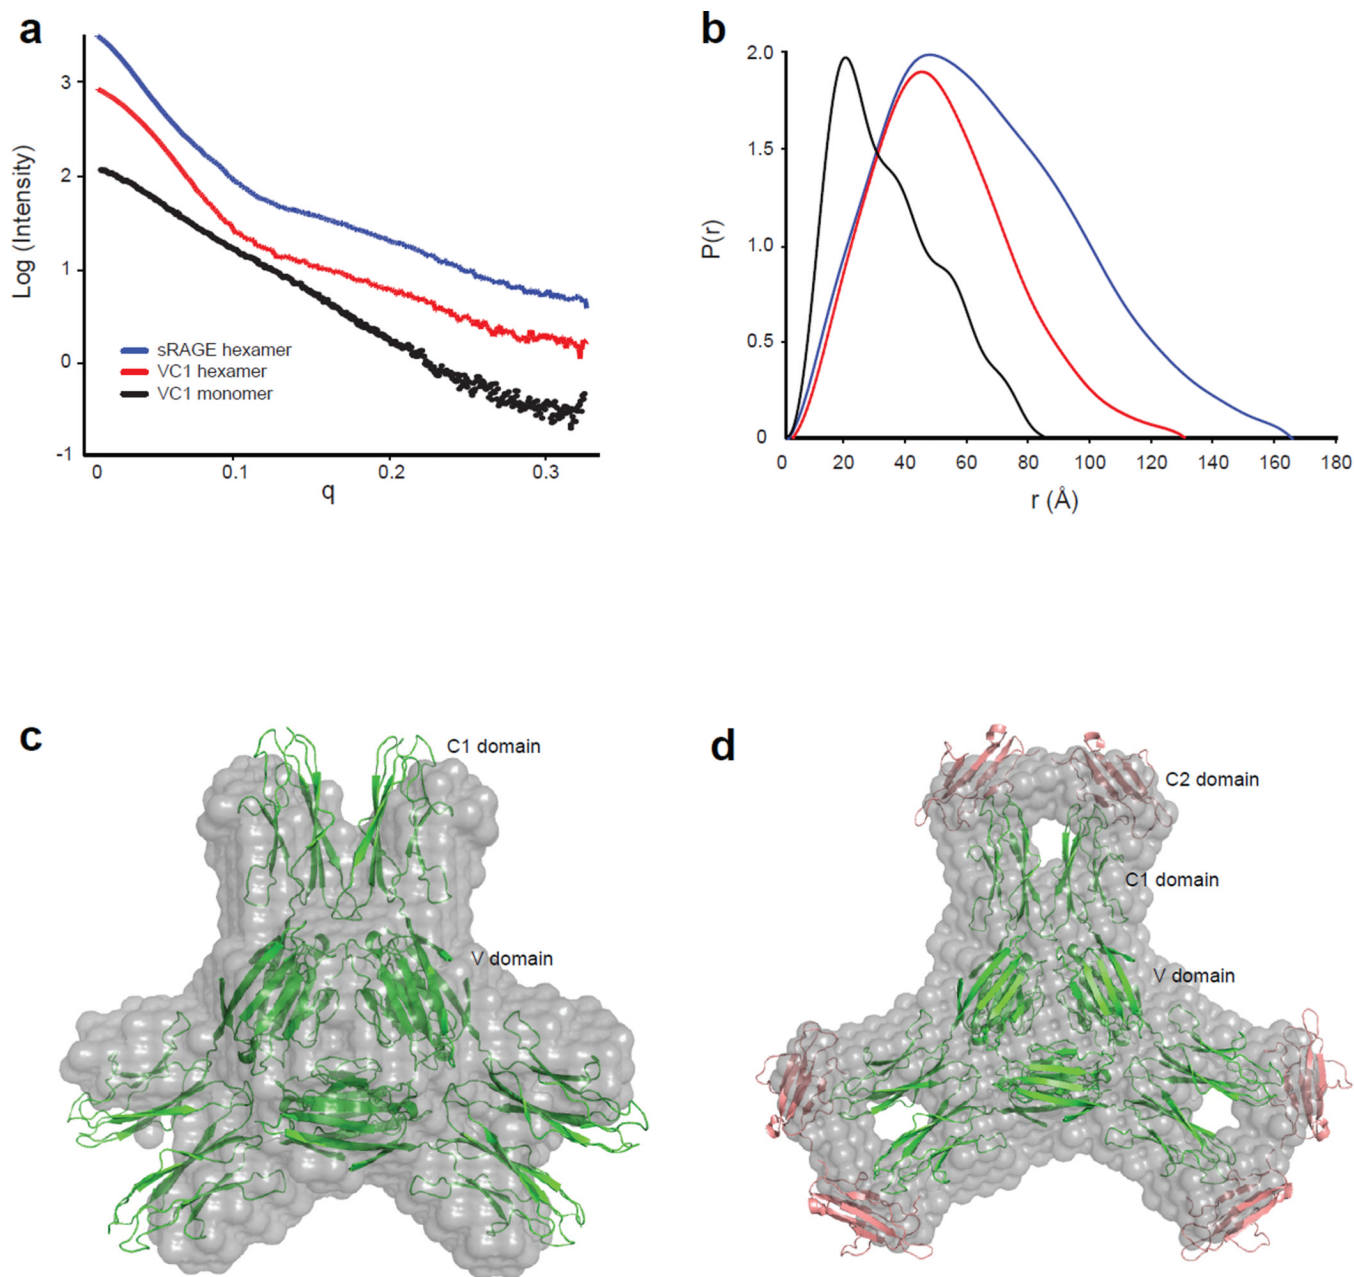 a
Log (Intensity)
3
2
1
0
-1
sRAGE hexamer
VC1 hexamer
VC1 monomer
0
0.1
0.2
0.3
q
b
P(r)
2.0
1.5
1.0
0.5
0
0
20
40
60
80
100
120
140
160
180
r (Å)
c
C1 domain
V domain
d
C2 domain
C1 domain
V domain